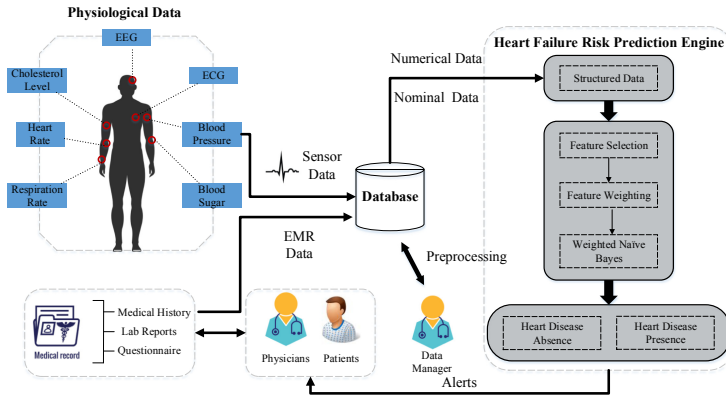 Physiological Data
EEG
Cholesterol
Level
ECG
Heart
Rate
Blood
Pressure
Respiration
Rate
Blood
Sugar
Sensor
Data
EMR
Data
Database
Numerical Data
Nominal Data
Preprocessing
Heart Failure Risk Prediction Engine
Structured Data
Feature Selection
Feature Weighting
Weighted Naïve
Bayes
Heart Disease
Absence
Heart Disease
Presence
Medical record
Medical History
Lab Reports
Questionnaire
Physicians
Patients
Data
Manager
Alerts